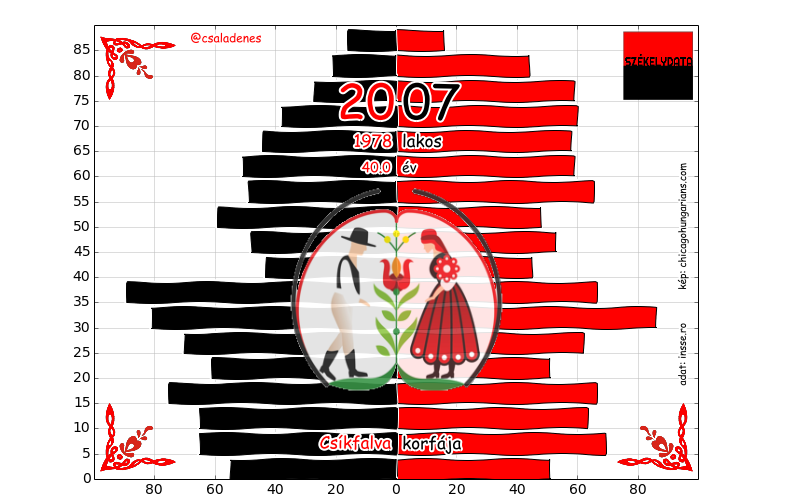 @csaladenes
SZÉKELYDATA
2007
1978 lakos
40.0 év
kép: chicagohungarians.com
adat: insse.ro
Csíkfalva korfája
85
80
75
70
65
60
55
50
45
40
35
30
25
20
15
10
5
0
80 60 40 20 0 20 40 60 80